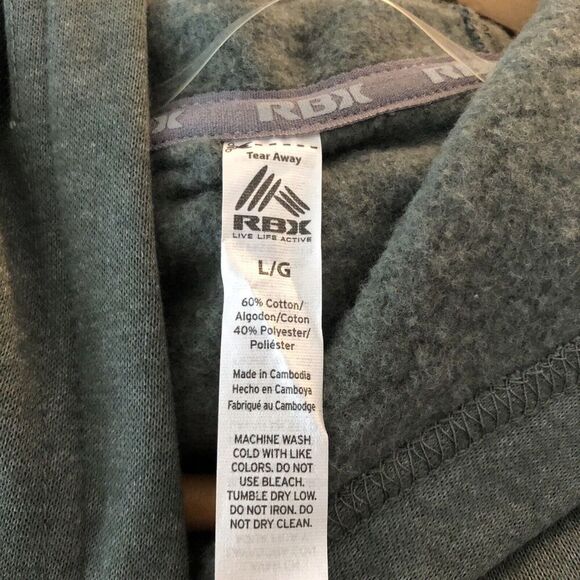 RBX
Tear Away
RBX
LIVE LIFE ACTIVE
L/G
60% Cotton/
Algodon/Coton
40% Polyester/
Poliéster
Made in Cambodia
Hecho en Camboya
Fabriqué au Cambodge
MACHINE WASH
COLD WITH LIKE
COLORS. DO NOT
USE BLEACH.
TUMBLE DRY LOW.
DO NOT IRON. DO
NOT DRY CLEAN.